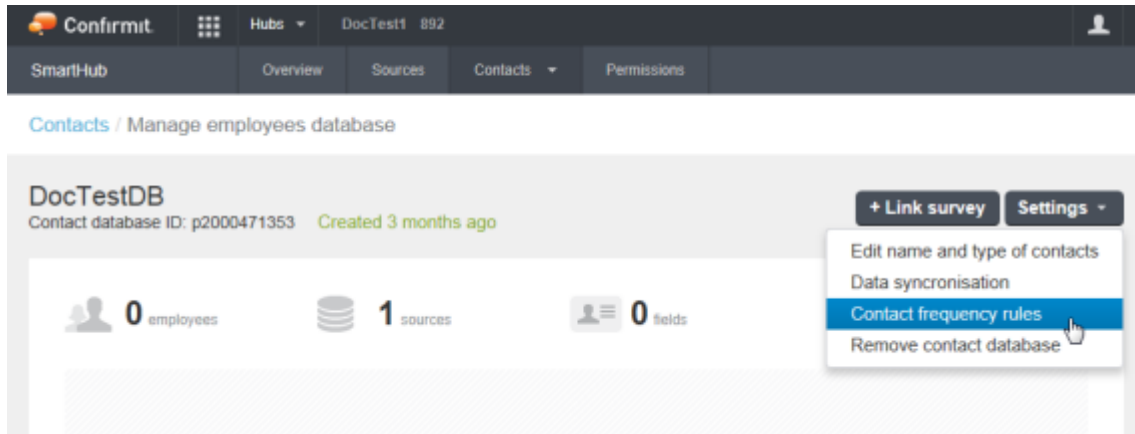 Confirmit. Hubs DocTest1 892
SmartHub Overview Sources Contacts Permissions
Contacts / Manage employees database
DocTestDB
+ Link survey Settings
Contact database ID: p2000471353 Created 3 months ago
Edit name and type of contacts
Data syncronisation
0 employees 1 sources 0 fields
Contact frequency rules
Remove contact database